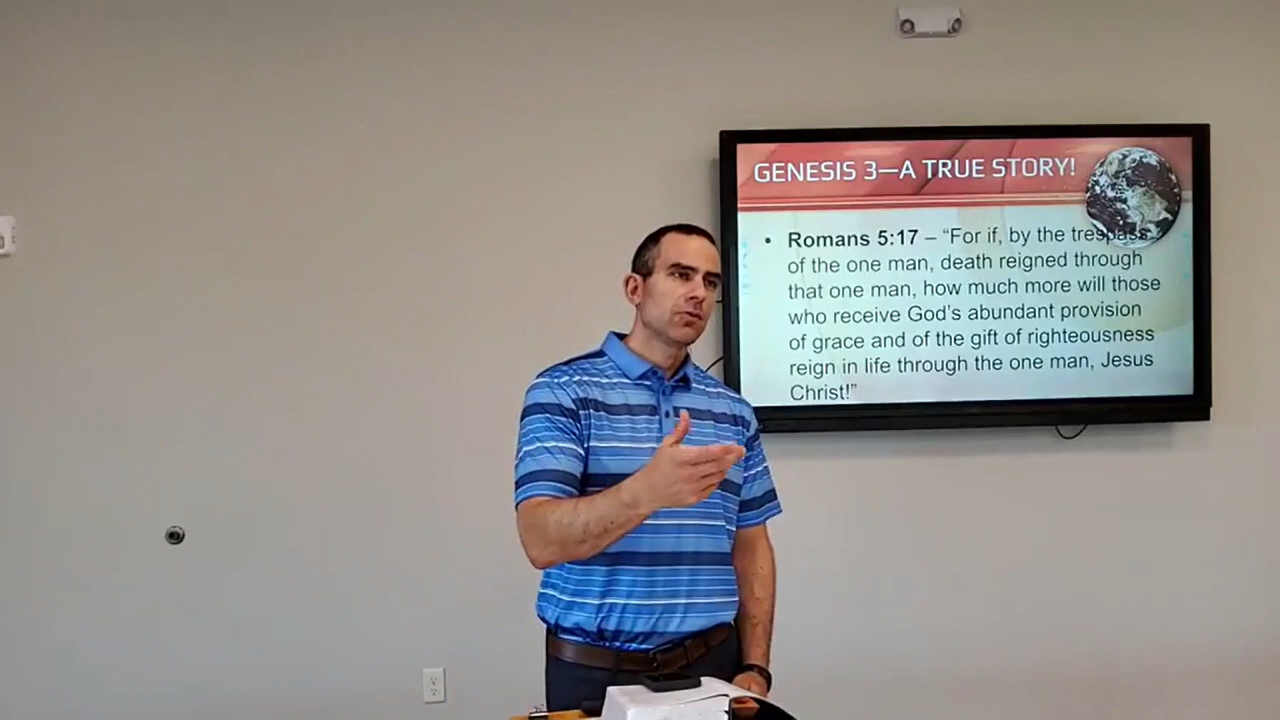 GENESIS 3—A TRUE STORY!
• Romans 5:17 – “For if, by the trespass
of the one man, death reigned through
that one man, how much more will those
who receive God’s abundant provision
of grace and of the gift of righteousness
reign in life through the one man, Jesus
Christ!”